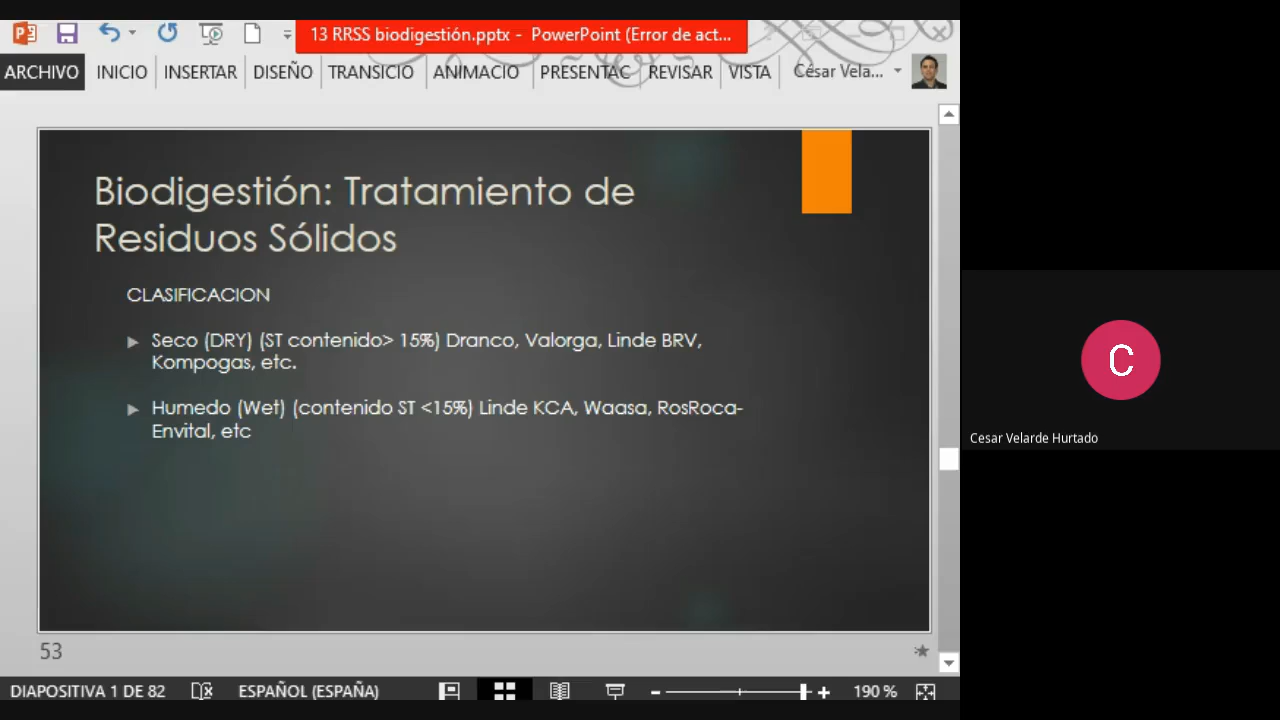 13 RRSS biodigestión.pptx - PowerPoint (Error de act...
ARCHIVO INICIO INSERTAR DISEÑO TRANSICIO ANIMACIO PRESENTAC REVISAR VISTA César Vela...
Biodigestión: Tratamiento de
Residuos Sólidos
CLASIFICACION
Seco (DRY) (ST contenido> 15%) Dranco, Valorga, Linde BRV,
Kompogas, etc.
Humedo (Wet) (contenido ST <15%) Linde KCA, Waasa, RosRoca-
Envital, etc
C
Cesar Velarde Hurtado
53
DIAPOSITIVA 1 DE 82 ESPAÑOL (ESPAÑA) 190 %